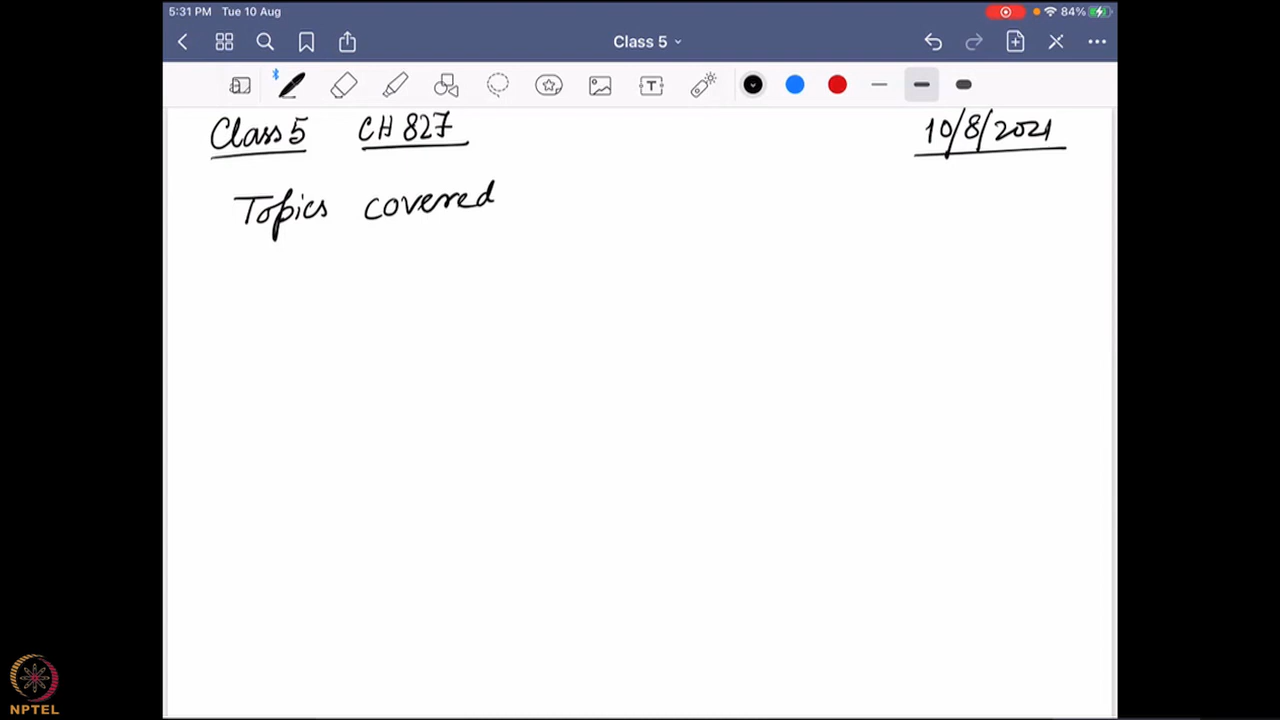 5:31 PM Tue 10 Aug 84%
Class 5
T
Class 5 CH 827 10/8/2021
Topics covered
NPTEL